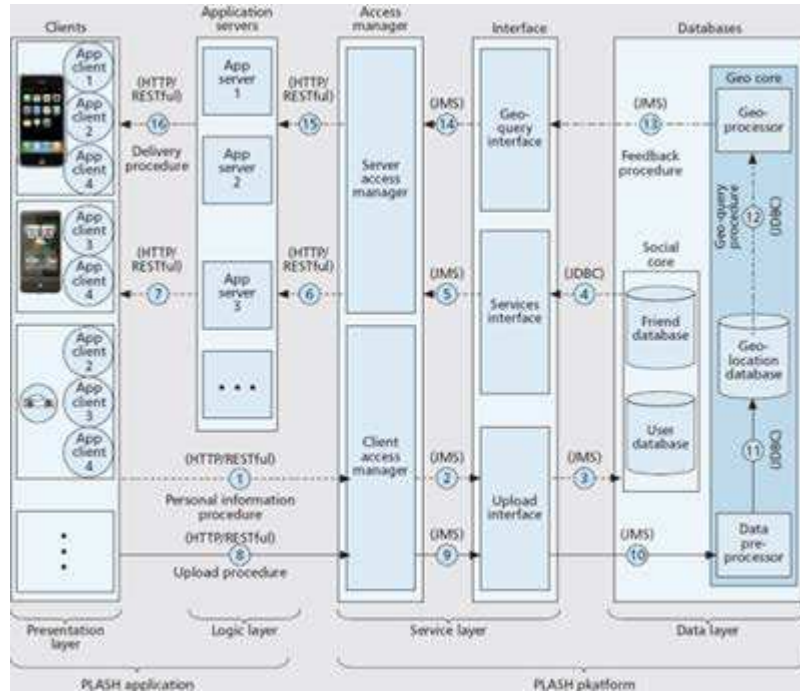 Clients
Application
servers
Access
manager
Interface
Databases
App
client
1
App
client
2
App
client
4
App
client
3
App
client
4
App
client
2
App
client
3
App
client
4
(HTTP/
RESTful)
16
Delivery
procedure
(HTTP/
RESTful)
7
App
server
1
App
server
2
App
server
3
(HTTP/
RESTful)
15
(HTTP/
RESTful)
6
Server
access
manager
Client
access
manager
(JMS)
14
(JMS)
5
(JMS)
2
(JMS)
9
Geo-
query
interface
Services
interface
Upload
interface
(JMS)
13
Feedback
procedure
(JDBC)
4
(JMS)
3
(JMS)
10
Geo core
Geo-
processor
Geo-query
procedure
12
(JDBC)
Social
core
Friend
database
User
database
Geo-
location
database
11
(JDBC)
Data
pre-
processor
(HTTP/RESTful)
1
Personal information
procedure
(HTTP/RESTful)
8
Upload procedure
Presentation
layer
Logic layer
Service layer
Data layer
PLASH application
PLASH pkatform